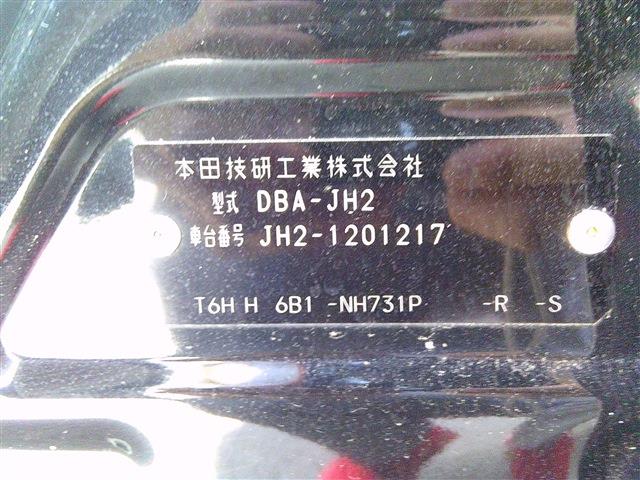 本田技研工業株式会社
型式 DBA-JH2
車台番号 JH2-1201217
T6H H 6B1 -NH731P -R -S